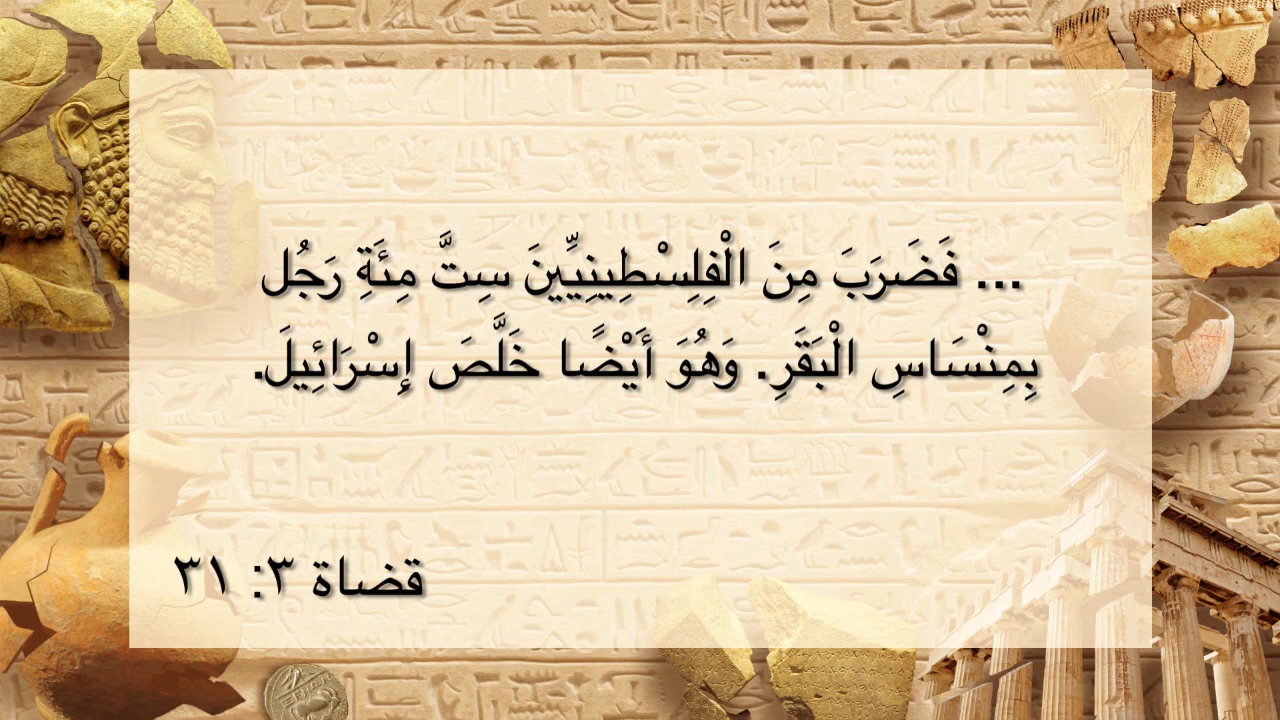 ... فَضَرَبَ مِنَ الْفِلِسْطِينِيِّينَ سِتَّ مِئَةِ رَجُل
بِمِنْسَاسِ الْبَقَرِ. وَهُوَ أَيْضًا خَلَّصَ إِسْرَائِيلَ.
قضاة ٣: ٣١